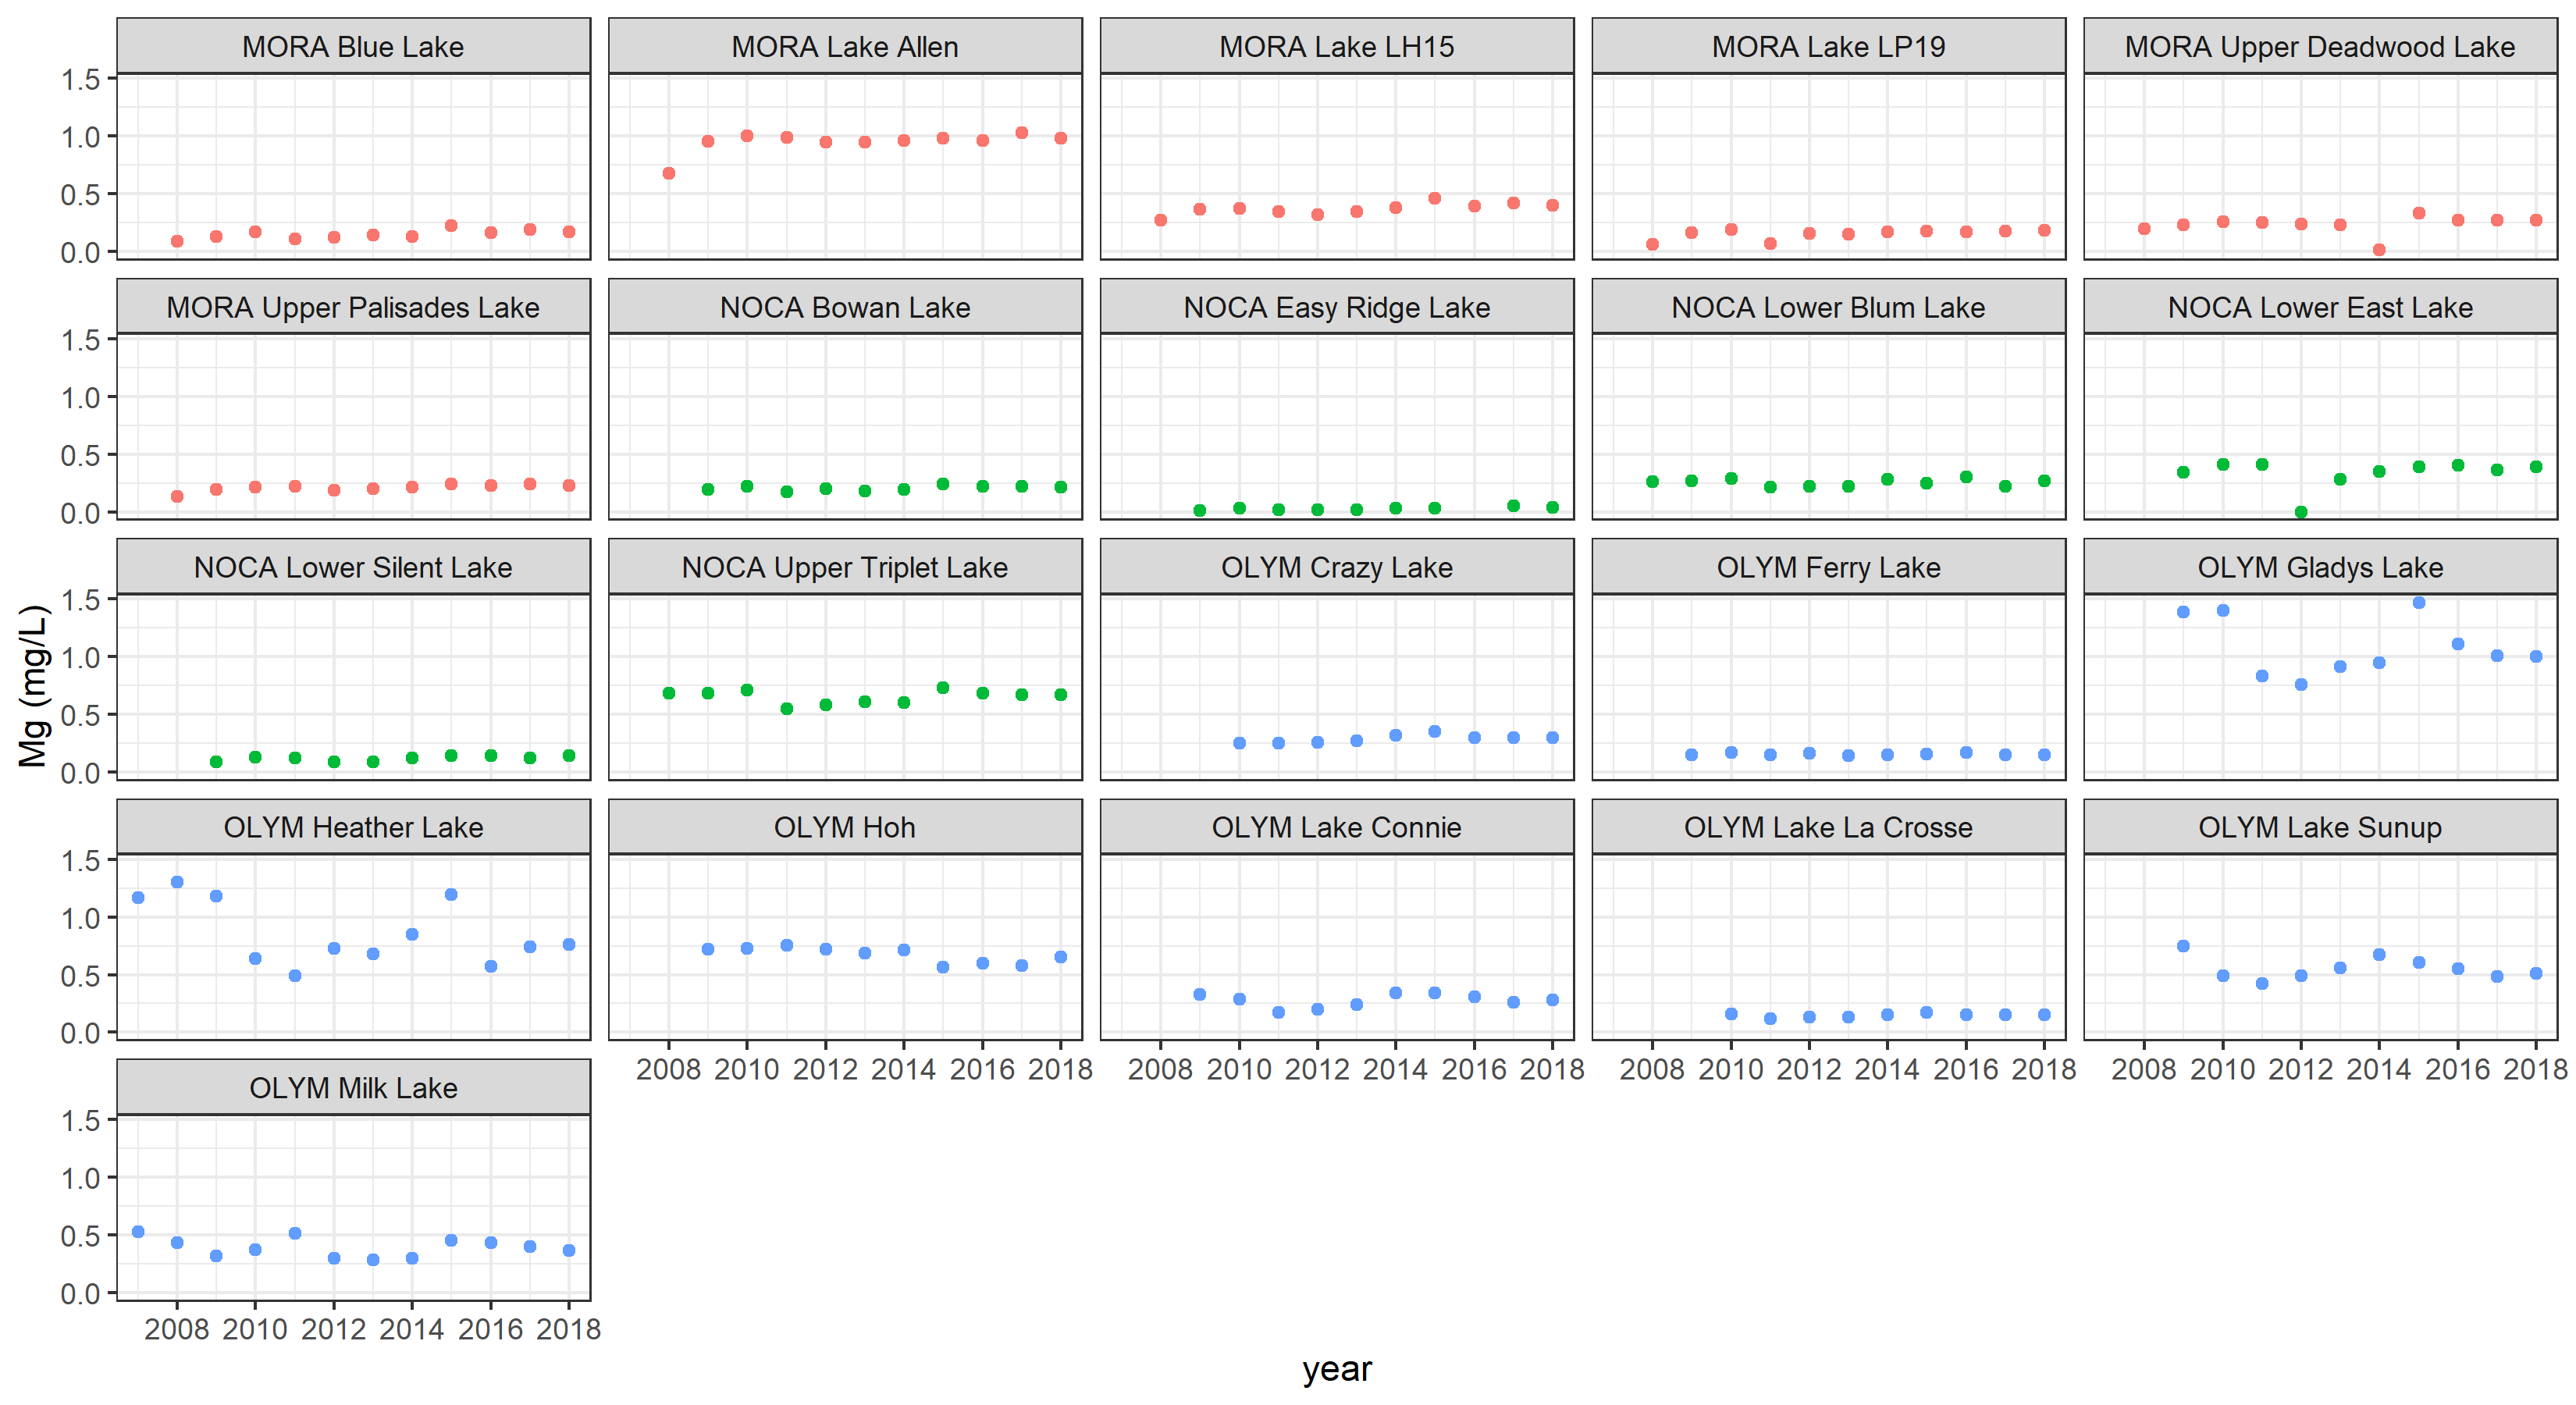 MORA Blue Lake
MORA Lake Allen
MORA Lake LH15
MORA Lake LP19
MORA Upper Deadwood Lake
1.5
1.0
0.5
0.0
MORA Upper Palisades Lake
NOCA Bowan Lake
NOCA Easy Ridge Lake
NOCA Lower Blum Lake
NOCA Lower East Lake
1.5
1.0
0.5
0.0
NOCA Lower Silent Lake
NOCA Upper Triplet Lake
OLYM Crazy Lake
OLYM Ferry Lake
OLYM Gladys Lake
1.5
1.0
0.5
0.0
Mg (mg/L)
OLYM Heather Lake
OLYM Hoh
OLYM Lake Connie
OLYM Lake La Crosse
OLYM Lake Sunup
1.5
1.0
0.5
0.0
2008 2010 2012 2014 2016 2018
2008 2010 2012 2014 2016 2018
2008 2010 2012 2014 2016 2018
2008 2010 2012 2014 2016 2018
OLYM Milk Lake
1.5
1.0
0.5
0.0
2008 2010 2012 2014 2016 2018
year